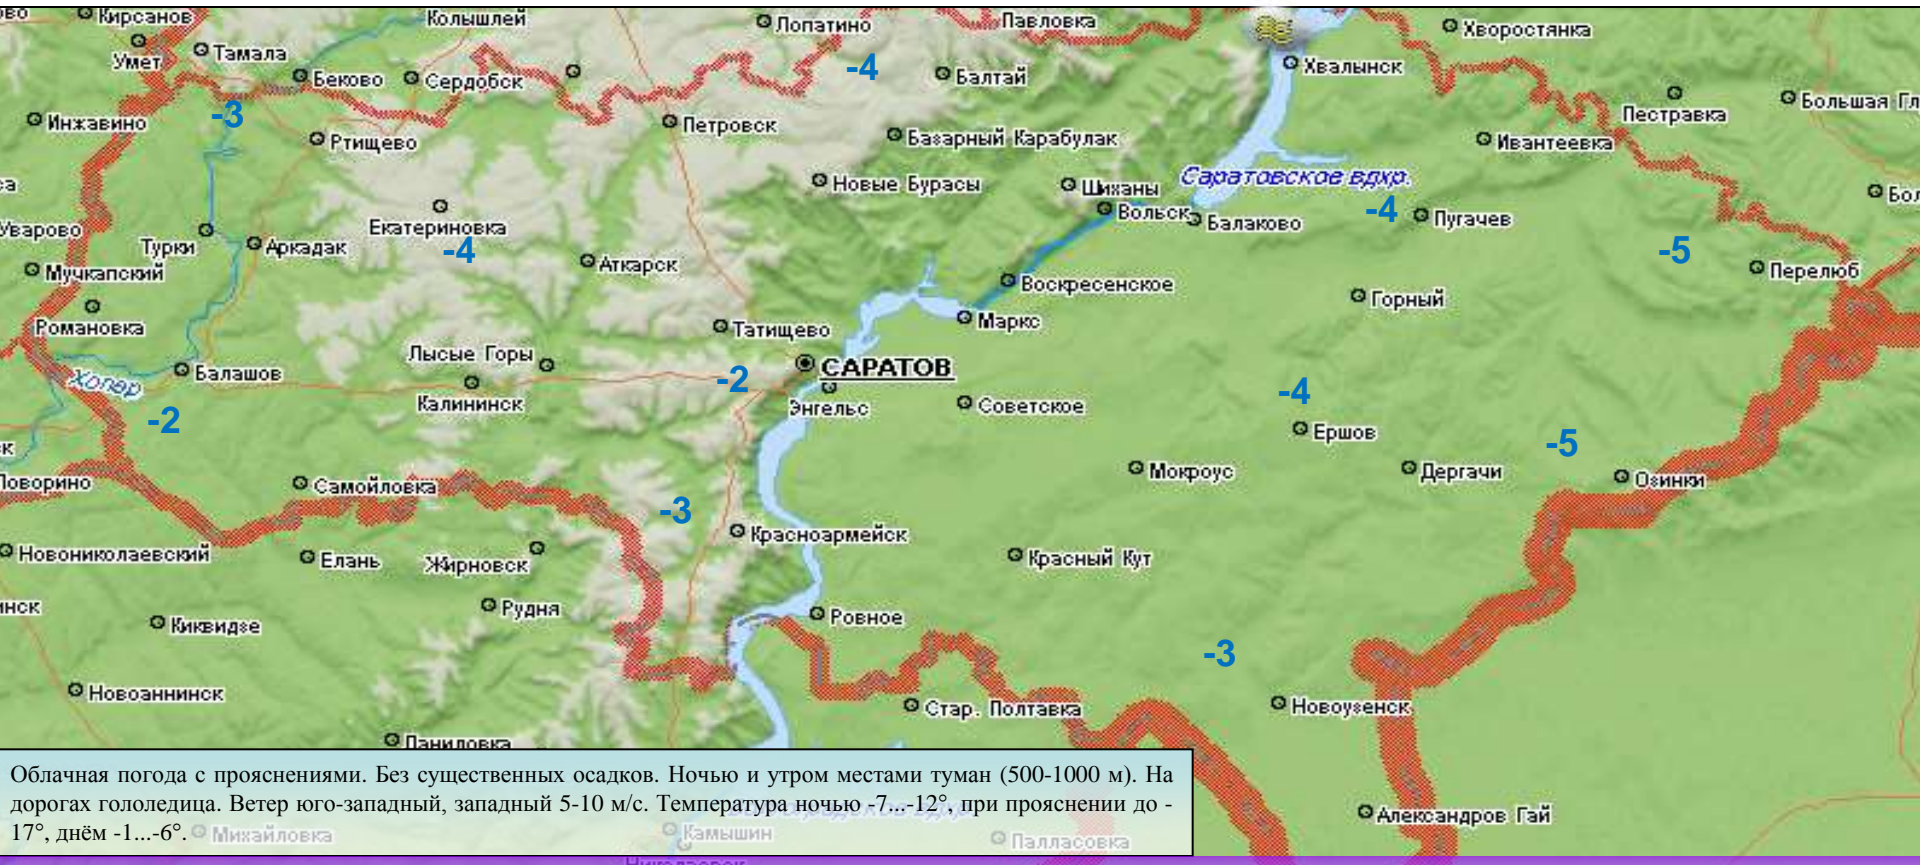 Кирсанов
Колышлей
Лопатино
Павловка
Хворостянка
Умет
Тамала
Беково
Сердобск
-4
Балтай
Хвалынск
-3
Инжавино
Ртищево
Петровск
Базарный Карабулак
Пестравка
Большая Гл
Ивантеевка
Новые Бурасы
Шиханы
Саратовское вдхр.
Уварово
Екатериновка
Вольск
Балаково
-4
Пугачев
Бол
Турки
Аркадак
-4
Аткарск
-5
Мучкапский
Воскресенское
Перелюб
Романовка
Татищево
Маркс
Горный
Лысые Горы
САРАТОВ
Хопер
Балашов
-2
Калининск
Энгельс
Советское
-4
-2
Ершов
-5
Поворино
Самойловка
Мокроус
Дергачи
Озинки
-3
Новониколаевский
Елань
Жирновск
Красноармейск
Красный Кут
Рудня
Киквидзе
Ровное
-3
Новоаннинск
Стар. Полтавка
Новоузенск
Даниловка
Облачная погода с прояснениями. Без существенных осадков. Ночью и утром местами туман (500-1000 м). На
дорогах гололедица. Ветер юго-западный, западный 5-10 м/с. Температура ночью -7...-12°, при прояснении до -
17°, днём -1...-6°.
Михайловка
Камышин
Палласовка
Александров Гай